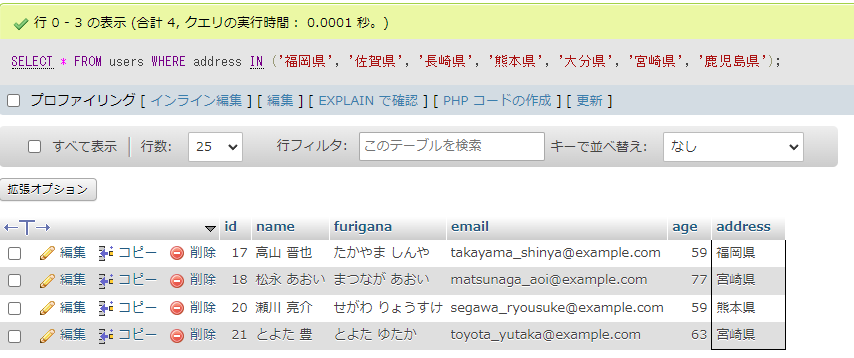 行 0 - 3 の表示 (合計 4, クエリの実行時間： 0.0001 秒。)
SELECT * FROM users WHERE address IN ('福岡県', '佐賀県', '長崎県', '熊本県', '大分県', '宮崎県', '鹿児島県');
プロファイリング [ インライン編集 ] [ 編集 ] [ EXPLAIN で確認 ] [ PHP コードの作成 ] [ 更新 ]
すべて表示 行数: 25 行フィルタ: このテーブルを検索 キーで並べ替え: なし
拡張オプション
←T→ id name furigana email age address
編集 コピー 削除 17 高山 晋也 たかやま しんや takayama_shinya@example.com 59 福岡県
編集 コピー 削除 18 松永 あおい まつなが あおい matsunaga_aoi@example.com 77 宮崎県
編集 コピー 削除 20 瀬川 亮介 せがわ りょうすけ segawa_ryousuke@example.com 59 熊本県
編集 コピー 削除 21 とよた 豊 とよた ゆたか toyota_yutaka@example.com 63 宮崎県